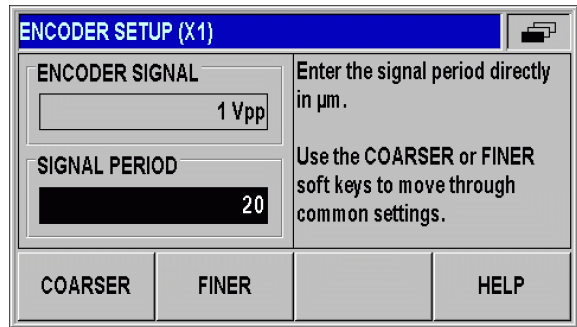 ENCODER SETUP (X1)
ENCODER SIGNAL
1 Vpp
SIGNAL PERIOD
20
Enter the signal period directly
in µm.
Use the COARSER or FINER
soft keys to move through
common settings.
COARSER
FINER
HELP